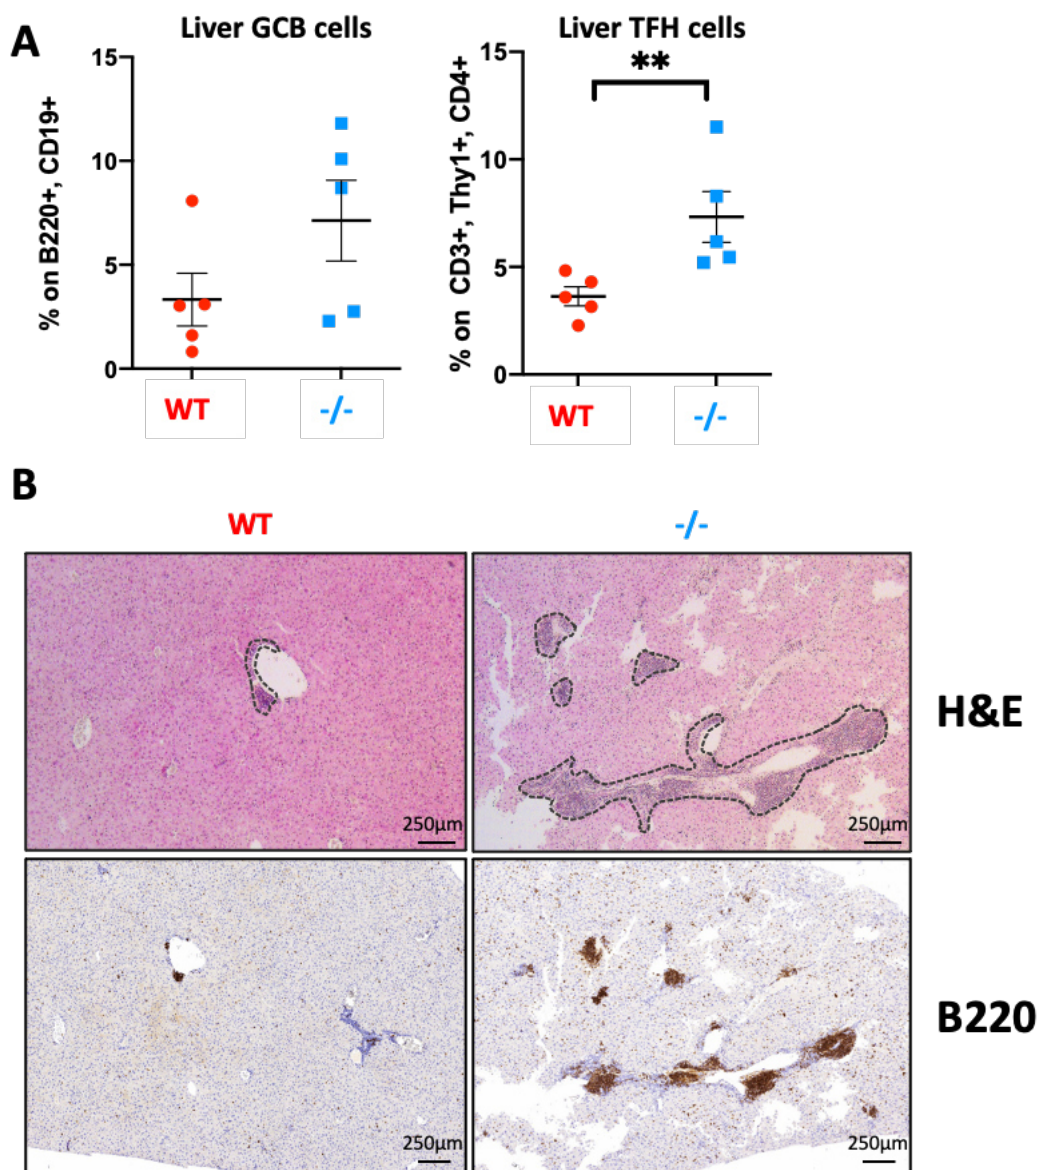 A
Liver GCB cells
% on B220+, CD19+
15
10
5
0
WT
-/-
Liver TFH cells
% on  CD3+, Thy1+, CD4+
15
10
5
0
**
WT
-/-
B
WT
-/-
250µm
250µm
H&E
250µm
250µm
B220